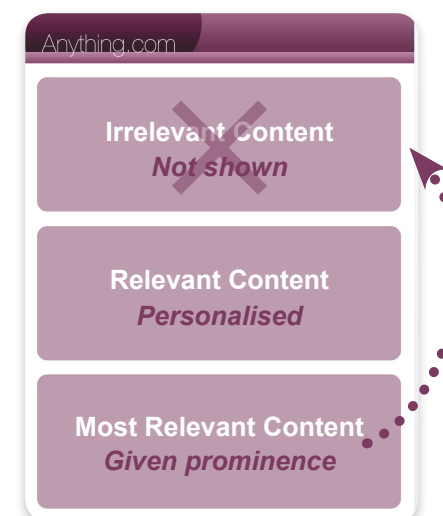 Anything.com
Irrelevant Content
Not shown
Relevant Content
Personalised
Most Relevant Content
Given prominence